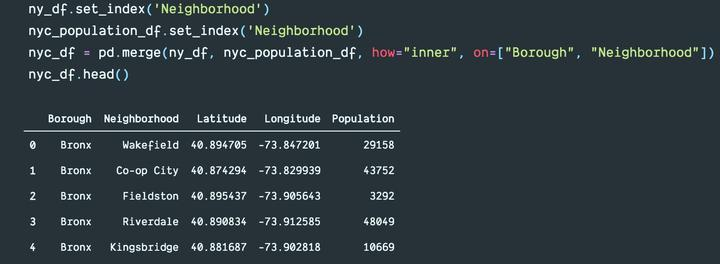 ny_df.set_index('Neighborhood')
nyc_population_df.set_index('Neighborhood')
nyc_df = pd.merge(ny_df, nyc_population_df, how="inner", on=["Borough", "Neighborhood"])
nyc_df.head()
Borough Neighborhood Latitude Longitude Population
0 Bronx Wakefield 40.894705 -73.847201 29158
1 Bronx Co-op City 40.874294 -73.829939 43752
2 Bronx Fieldston 40.895437 -73.905643 3292
3 Bronx Riverdale 40.890834 -73.912585 48049
4 Bronx Kingsbridge 40.881687 -73.902818 10669